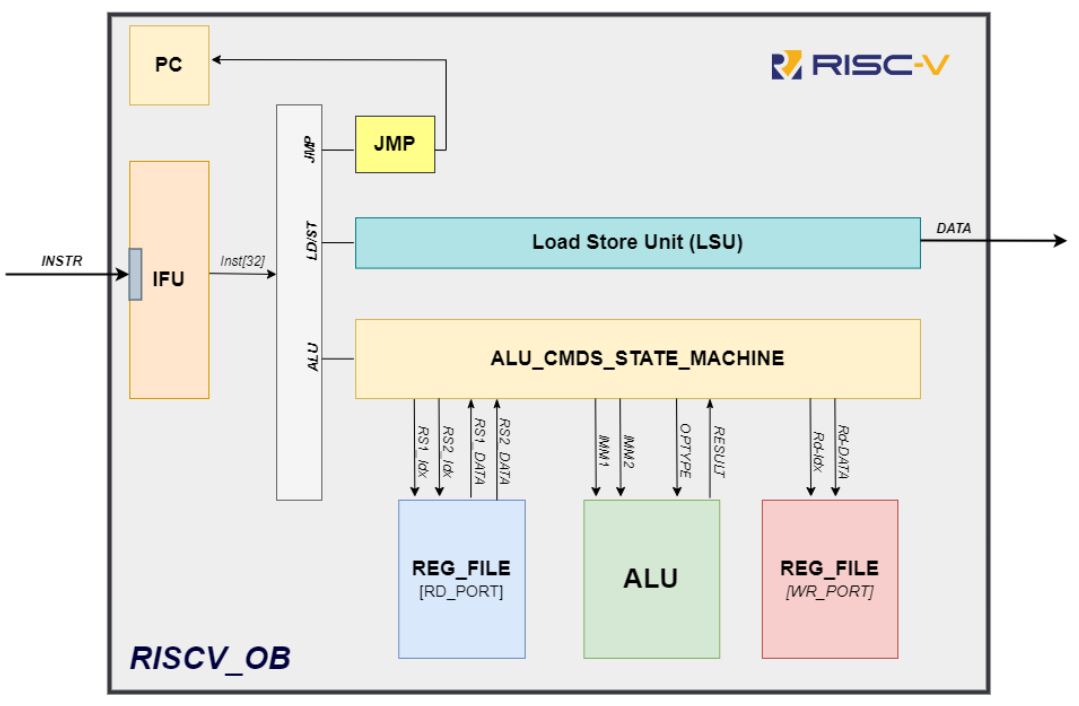 PC
RISC-V
JMP
JMP
LD/ST
Load Store Unit (LSU)
DATA
INSTR
IFU
Inst[32]
ALU
ALU_CMDS_STATE_MACHINE
RS1_Idx
RS2_Idx
RS1_DATA
RS2_DATA
IMM1
IMM2
OPTYPE
RESULT
Rd-Idx
Rd-DATA
REG_FILE
[RD_PORT]
ALU
REG_FILE
[WR_PORT]
RISCV_OB